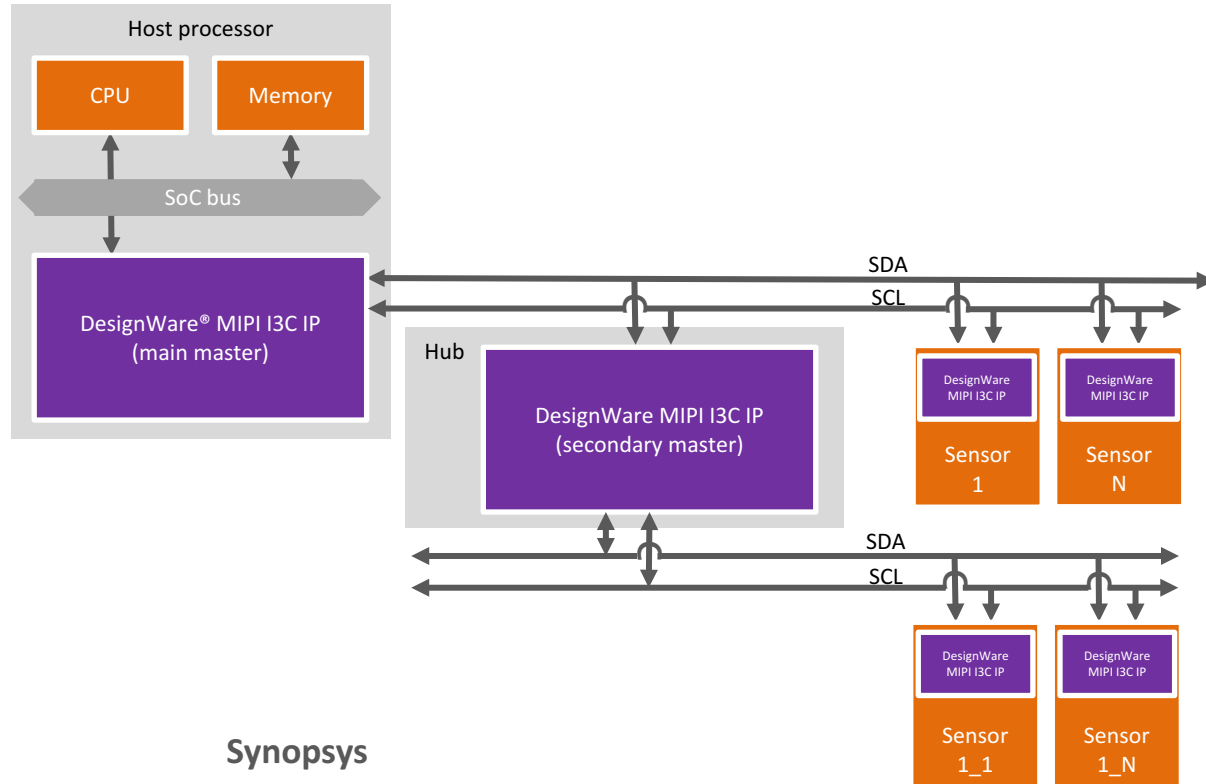 Host processor
CPU
Memory
SoC bus
DesignWare® MIPI I3C IP
(main master)
SDA
SCL
Hub
DesignWare MIPI I3C IP
(secondary master)
DesignWare
MIPI I3C IP
Sensor
1
DesignWare
MIPI I3C IP
Sensor
N
SDA
SCL
DesignWare
MIPI I3C IP
Sensor
1_1
DesignWare
MIPI I3C IP
Sensor
1_N
Synopsys